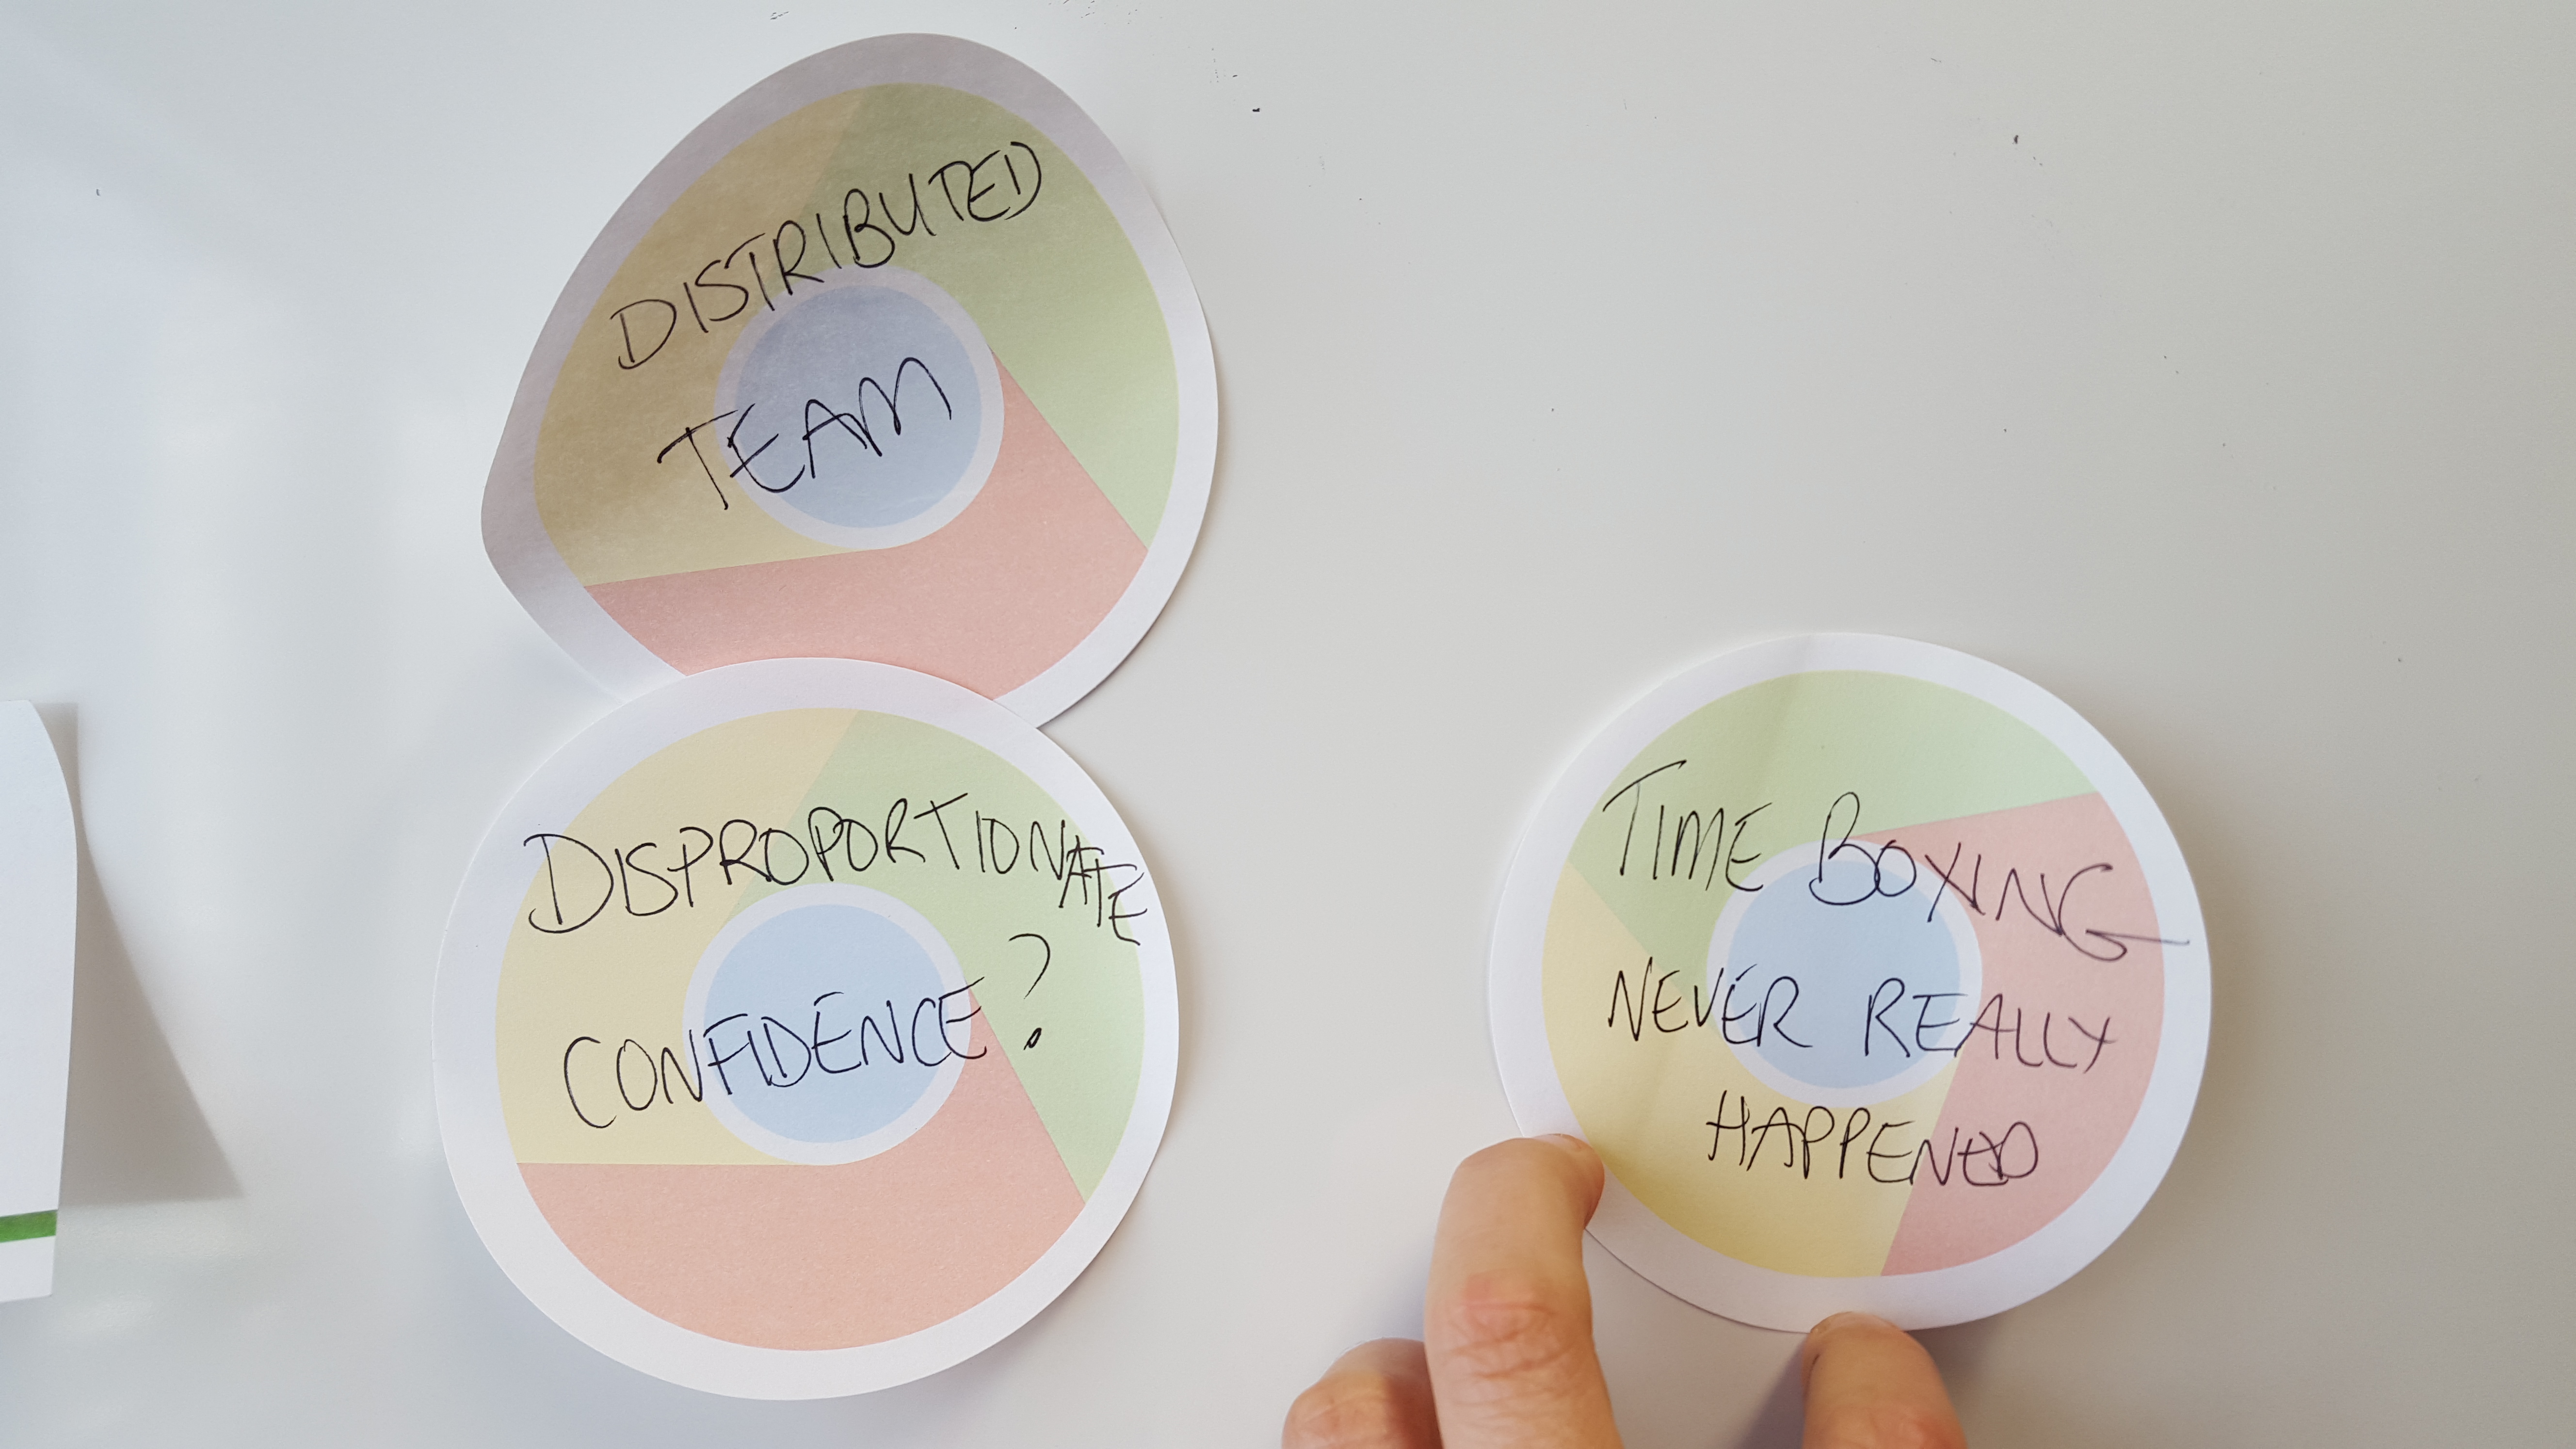 DISTRIBUTED
TEAM
DISPROPORTIONATE
CONFIDENCE?
TIME BOXING
NEVER REALLY
HAPPENED